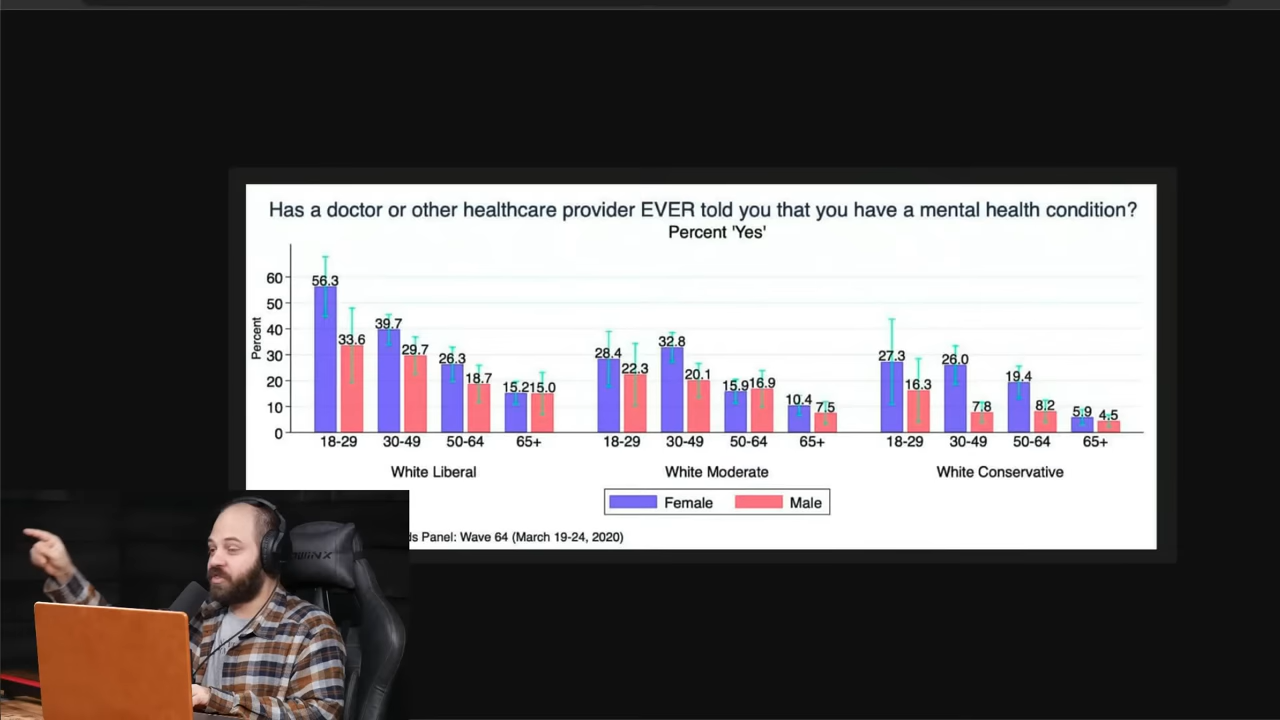 Has a doctor or other healthcare provider EVER told you that you have a mental health condition?
Percent 'Yes'
Percent
60
50
40
30
20
10
0
56.3 33.6 39.7 29.7 26.3 18.7 15.2 15.0
28.4 22.3 32.8 20.1 15.9 16.9 10.4 7.5
27.3 16.3 26.0 7.8 19.4 8.2 5.9 4.5
18-29 30-49 50-64 65+ 18-29 30-49 50-64 65+ 18-29 30-49 50-64 65+
White Liberal White Moderate White Conservative
Female Male
ds Panel: Wave 64 (March 19-24, 2020)